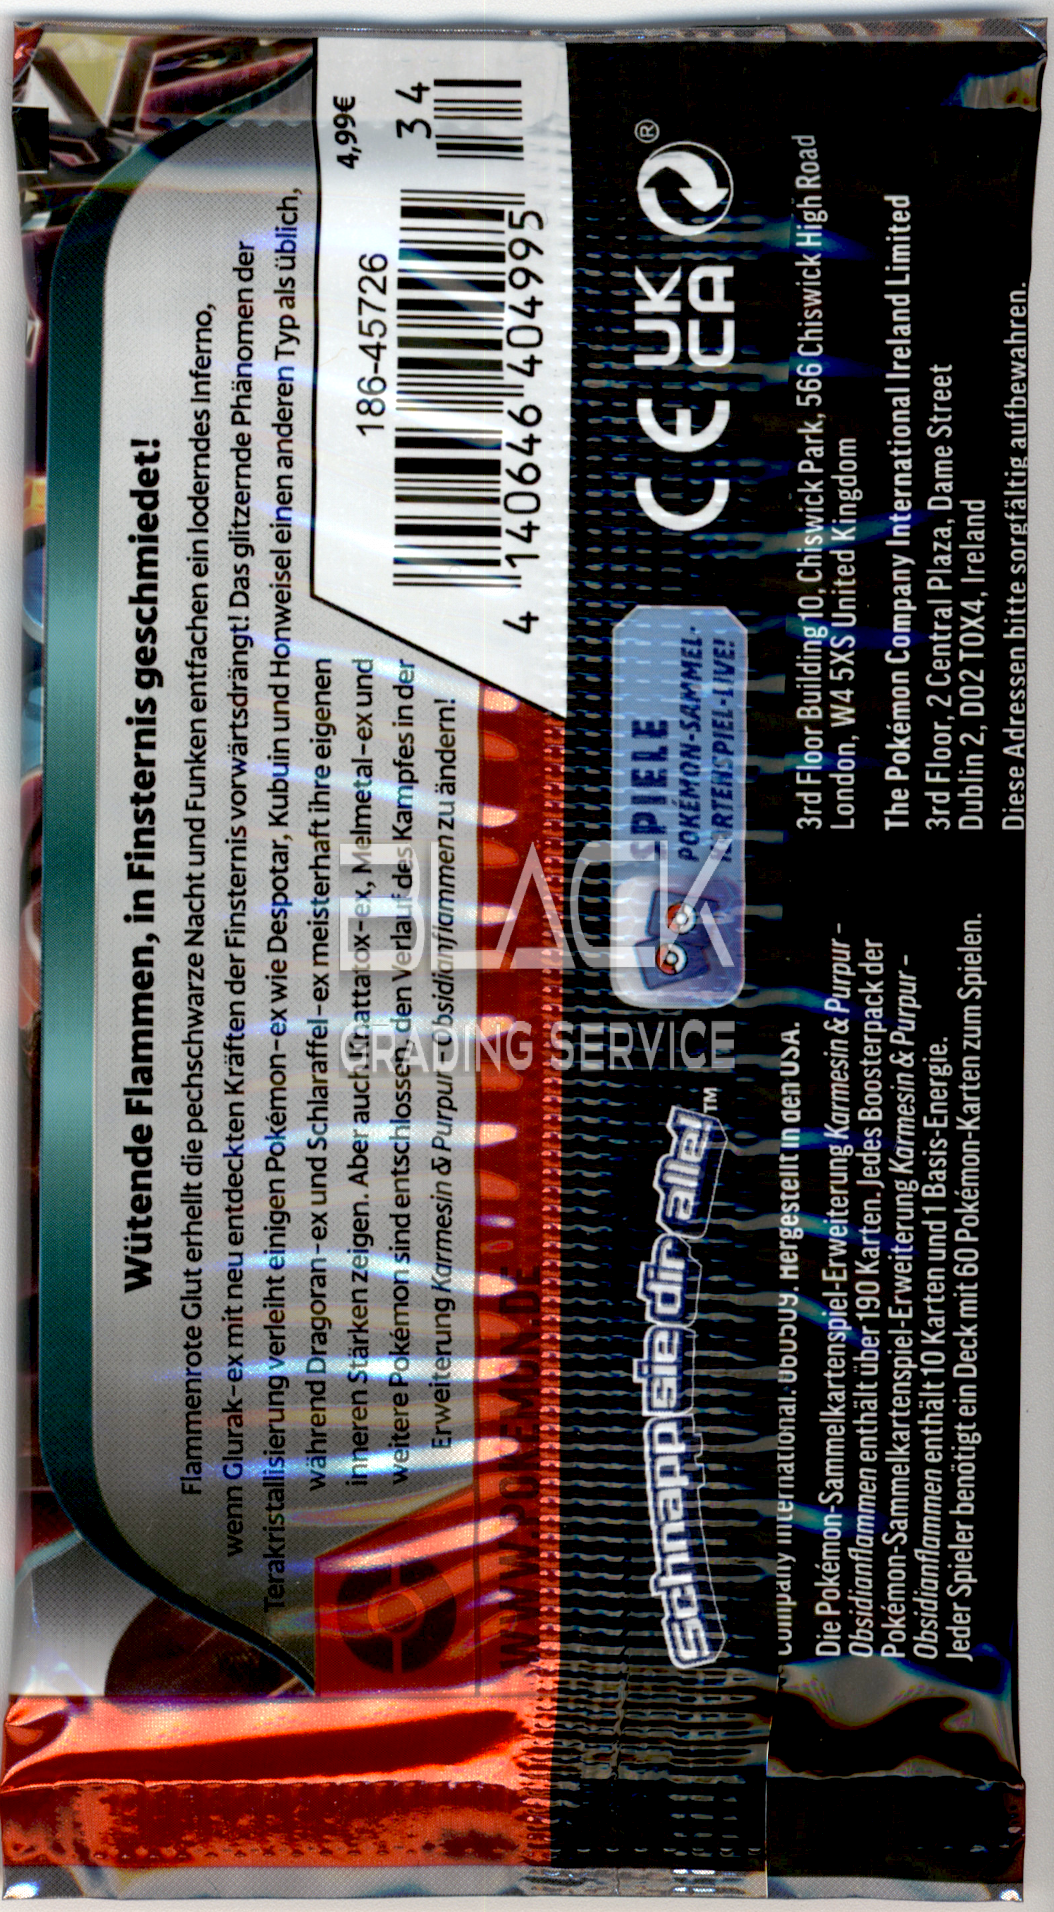 Wütende Flammen, in Finsternis geschmiedet!
Flammenrote Glut erhellt die pechschwarze Nacht und Funken entfachen ein loderndes Inferno,
wenn Glurak-ex mit neu entdeckten Kräften der Finsternis vorwärtsdrängt! Das glitzernde Phänomen der
Terakristallisierung verleiht einigen Pokémon-ex wie Despotar, Kubuin und Honweisel einen anderen Typ als üblich,
während Dragoran-ex und Schlaraffel-ex meisterhaft ihre eigenen
inneren Stärken zeigen. Aber auch Knattatox-ex, Melmetal-ex und
weitere Pokémon sind entschlossen, den Verlauf des Kampfes in der
Erweiterung Karmesin & Purpur – Obsidianflammen zu ändern!
4,99€
186-45726
4 140646 404995
34
WWW.POKEMON.DE
BLACK
GRADING SERVICE
Schnapp sie dir alle!™
SPIELE
POKÉMON-SAMMEL-
KARTENSPIEL-LIVE!
CE UK
CA
®
Company International. 060509. Hergestellt in den USA.
Die Pokémon-Sammelkartenspiel-Erweiterung Karmesin & Purpur –
Obsidianflammen enthält über 190 Karten. Jedes Boosterpack der
Pokémon-Sammelkartenspiel-Erweiterung Karmesin & Purpur –
Obsidianflammen enthält 10 Karten und 1 Basis-Energie.
Jeder Spieler benötigt ein Deck mit 60 Pokémon-Karten zum Spielen.
3rd Floor Building 10, Chiswick Park, 566 Chiswick High Road
London, W4 5XS United Kingdom
The Pokémon Company International Ireland Limited
3rd Floor, 2 Central Plaza, Dame Street
Dublin 2, D02 T0X4, Ireland
Diese Adressen bitte sorgfältig aufbewahren.